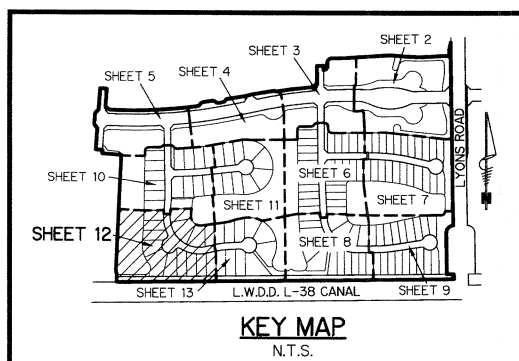 SHEET 2
SHEET 3
SHEET 4
SHEET 5
SHEET 6
SHEET 10
SHEET 11
SHEET 7
LYONS ROAD
SHEET 12
SHEET 8
SHEET 13
L.W.D.D. L-38 CANAL
SHEET 9
KEY MAP
N.T.S.